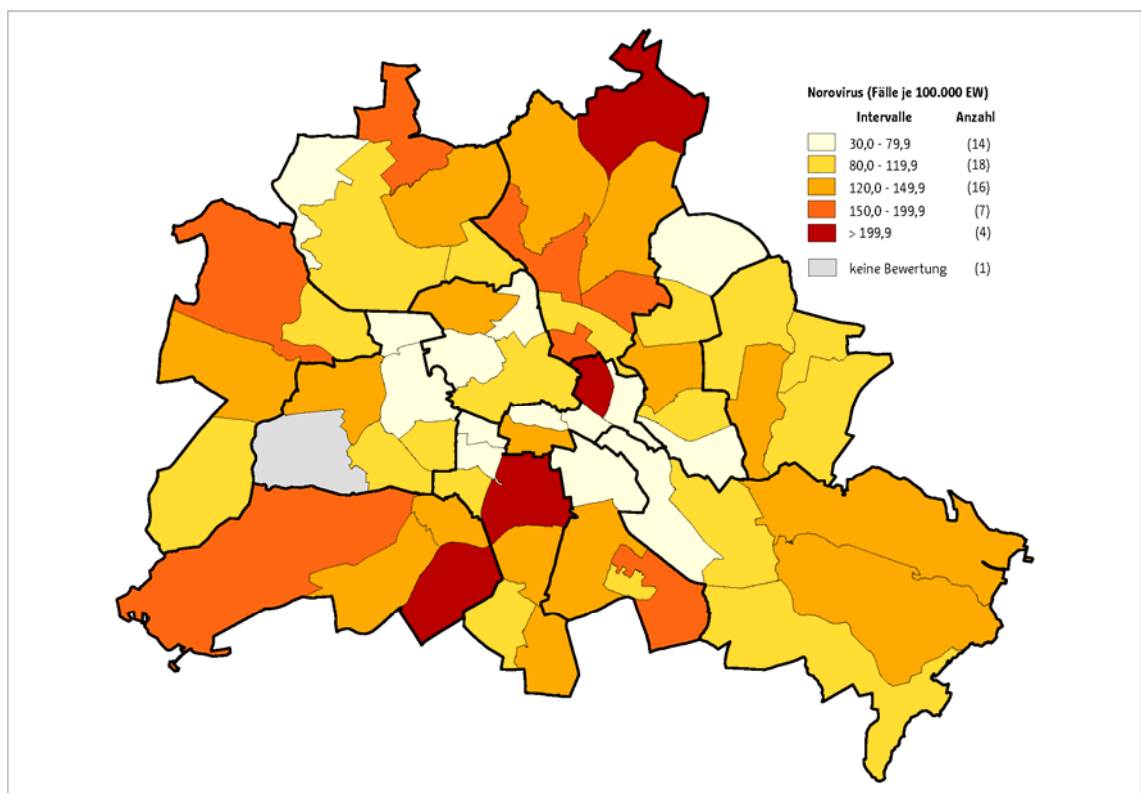 Norovirus (Fälle je 100.000 EW)
Intervalle Anzahl
30,0 - 79,9 (14)
80,0 - 119,9 (18)
120,0 - 149,9 (16)
150,0 - 199,9 (7)
> 199,9 (4)
keine Bewertung (1)